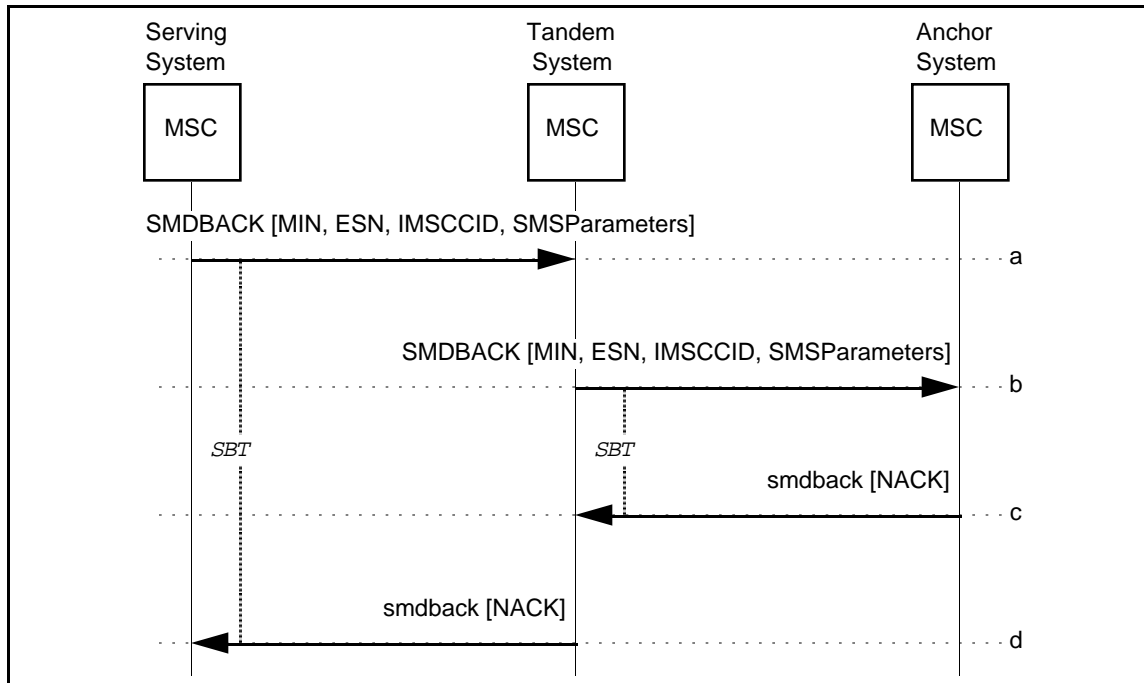 Serving
System
Tandem
System
Anchor
System
MSC
MSC
MSC
SMDBACK [MIN, ESN, IMSCCID, SMSParameters]
a
SMDBACK [MIN, ESN, IMSCCID, SMSParameters]
b
SBT
SBT
smdback [NACK]
c
smdback [NACK]
d